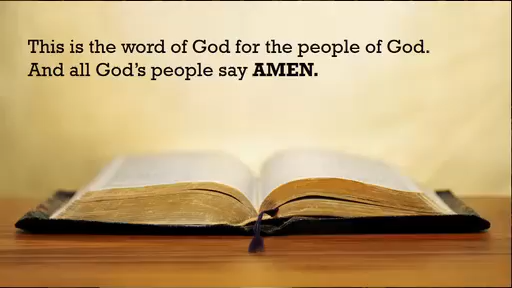 This is the word of God for the people of God.
And all God's people say AMEN.